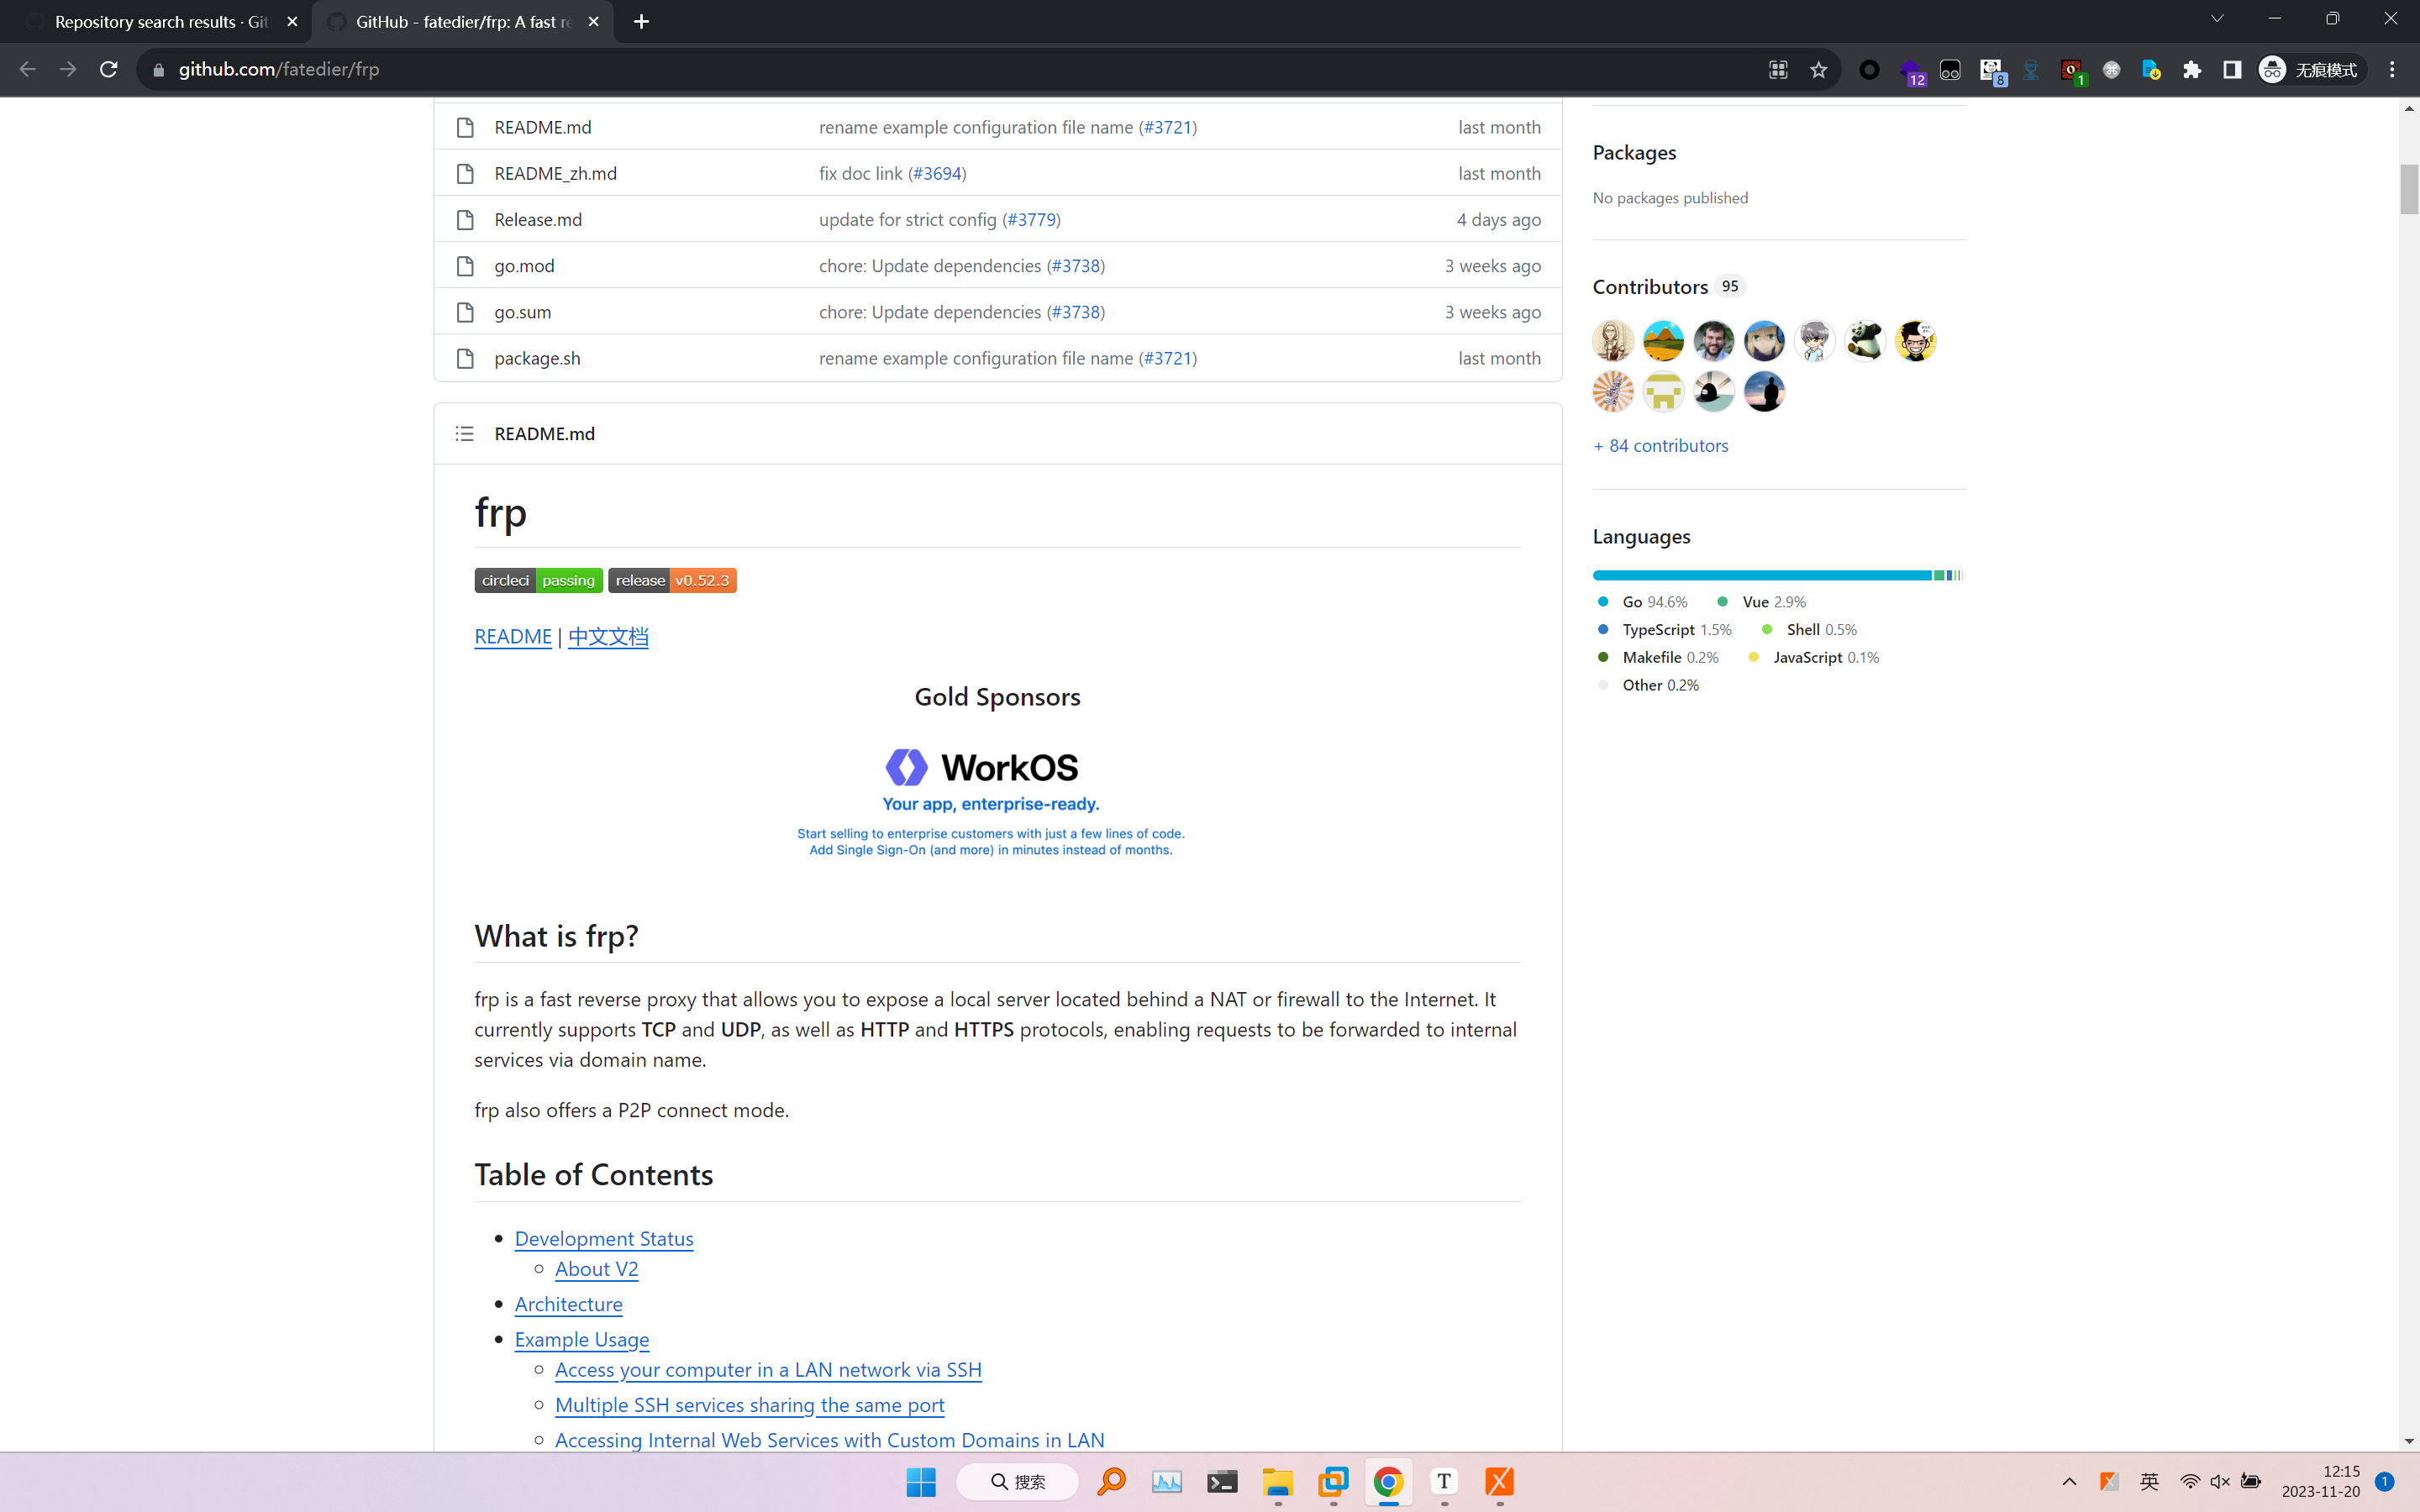 Repository search results · Git
GitHub - fatedier/frp: A fast re
github.com/fatedier/frp
12
8
1
无痕模式
README.md
rename example configuration file name (#3721)
last month
README_zh.md
fix doc link (#3694)
last month
Release.md
update for strict config (#3779)
4 days ago
go.mod
chore: Update dependencies (#3738)
3 weeks ago
go.sum
chore: Update dependencies (#3738)
3 weeks ago
package.sh
rename example configuration file name (#3721)
last month
README.md
frp
circleci passing release v0.52.3
README | 中文文档
Gold Sponsors
WorkOS
Your app, enterprise-ready.
Start selling to enterprise customers with just a few lines of code.
Add Single Sign-On (and more) in minutes instead of months.
What is frp?
frp is a fast reverse proxy that allows you to expose a local server located behind a NAT or firewall to the Internet. It
currently supports TCP and UDP, as well as HTTP and HTTPS protocols, enabling requests to be forwarded to internal
services via domain name.
frp also offers a P2P connect mode.
Table of Contents
Development Status
About V2
Architecture
Example Usage
Access your computer in a LAN network via SSH
Multiple SSH services sharing the same port
Accessing Internal Web Services with Custom Domains in LAN
Packages
No packages published
Contributors 95
+ 84 contributors
Languages
Go 94.6%
Vue 2.9%
TypeScript 1.5%
Shell 0.5%
Makefile 0.2%
JavaScript 0.1%
Other 0.2%
搜索
T
英
12:15
2023-11-20
1